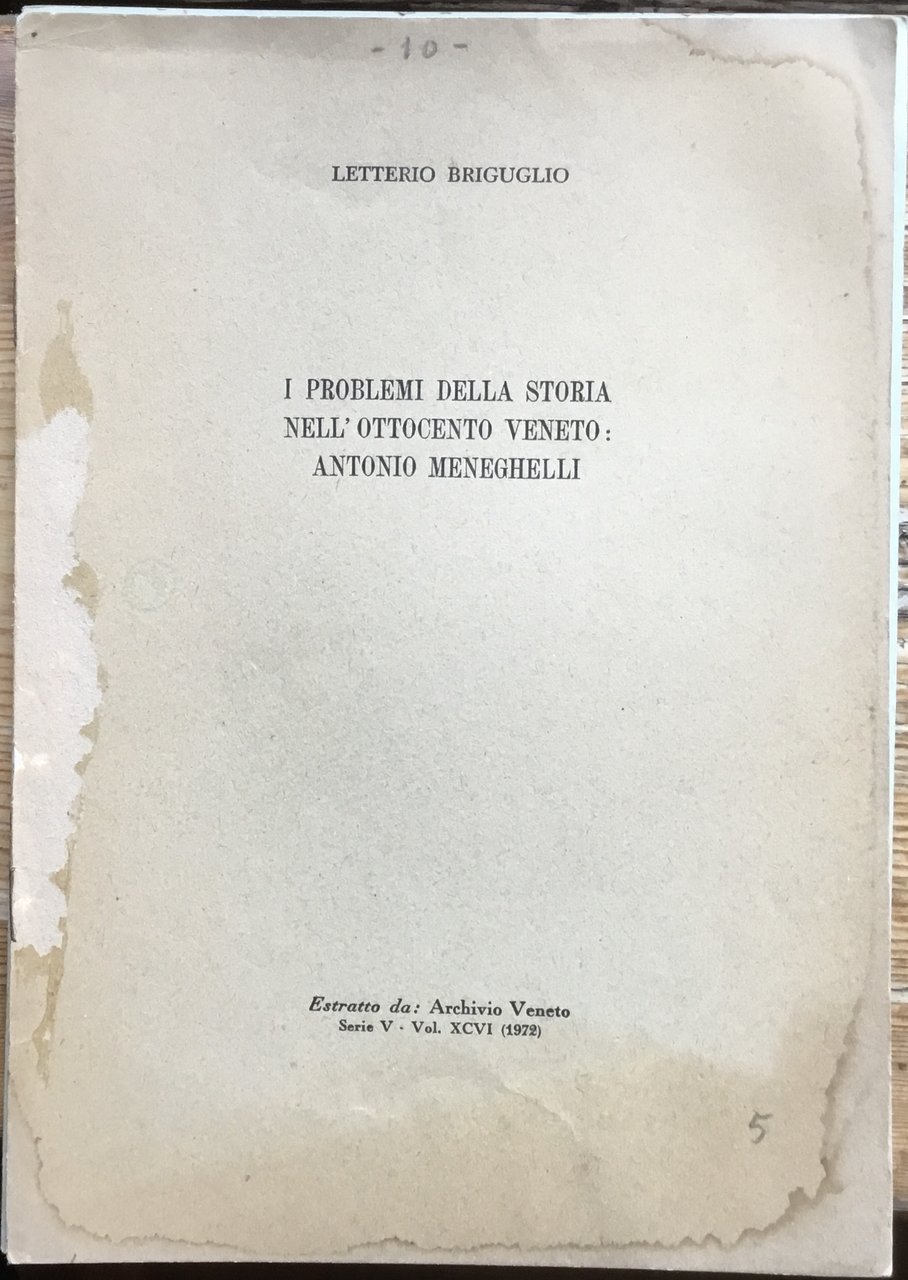 - 10 -
LETTERIO BRIGUGLIO
I PROBLEMI DELLA STORIA
NELL' OTTOCENTO VENETO:
ANTONIO MENEGHELLI
Estratto da: Archivio Veneto
Serie V - Vol. XCVI (1972)
5